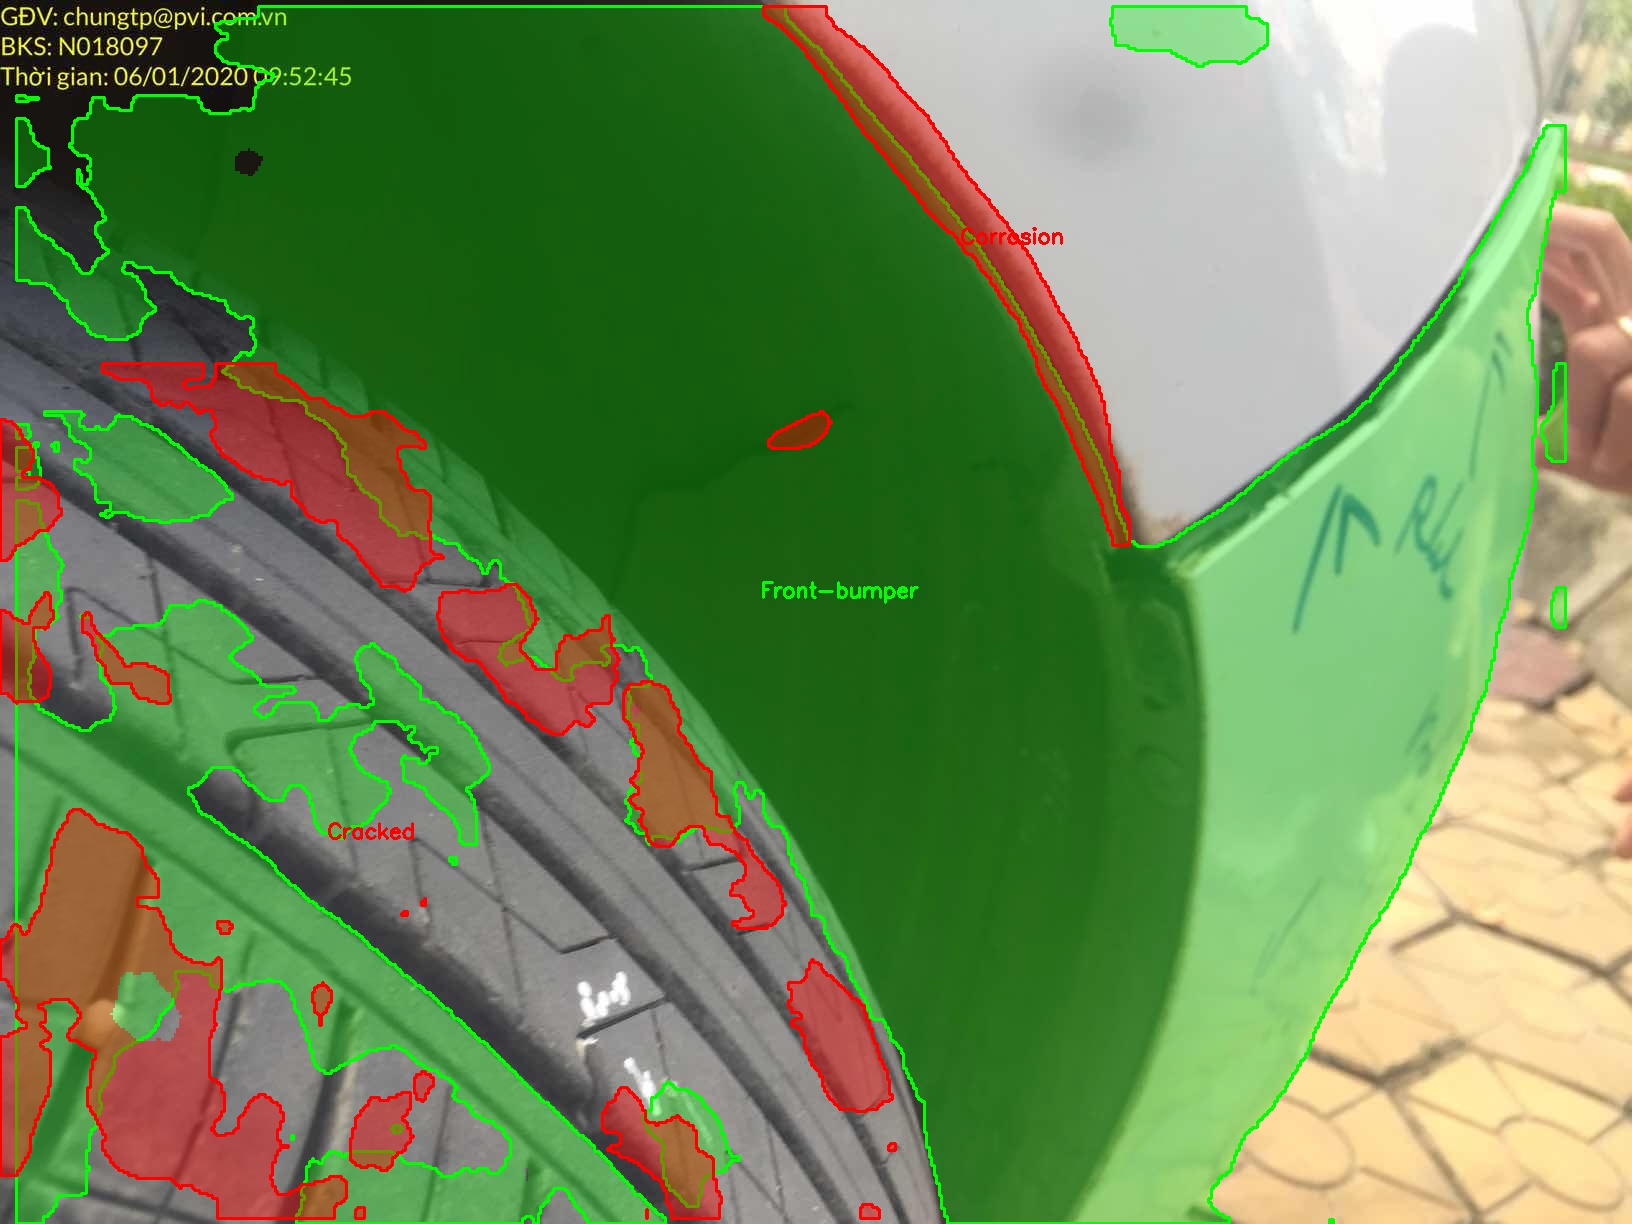 GĐV: chungtp@pvi.com.vn
BKS: N018097
Thời gian: 06/01/2020 09:52:45
Corrosion
Front-bumper
Cracked